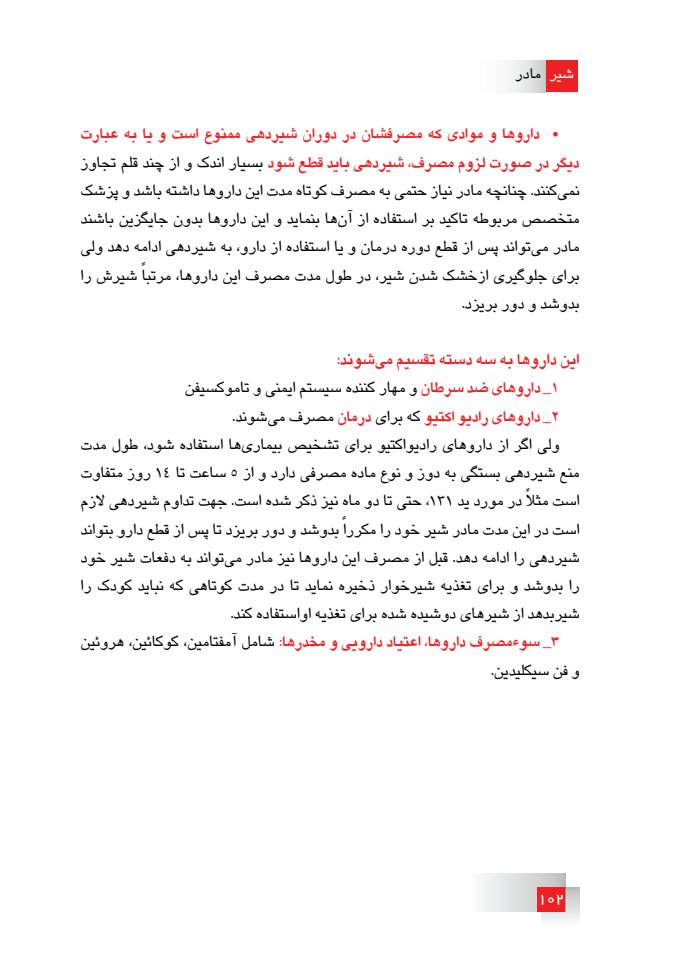 شیر مادر
• داروها و موادی که مصرفشان در دوران شیردهی ممنوع است و یا به عبارت
دیگر در صورت لزوم مصرف، شیردهی باید قطع شود بسیار اندک و از چند قلم تجاوز
نمی‌کنند. چنانچه مادر نیاز حتمی به مصرف کوتاه مدت این داروها داشته باشد و پزشک
متخصص مربوطه تاکید بر استفاده از آن‌ها بنماید و این داروها بدون جایگزین باشند
مادر می‌تواند پس از قطع دوره درمان و یا استفاده از دارو، به شیردهی ادامه دهد ولی
برای جلوگیری ازخشک شدن شیر، در طول مدت مصرف این داروها، مرتباً شیرش را
بدوشد و دور بریزد.
این داروها به سه دسته تقسیم می‌شوند:
۱_ داروهای ضد سرطان و مهار کننده سیستم ایمنی و تاموکسیفن
۲_ داروهای رادیو اکتیو که برای درمان مصرف می‌شوند.
ولی اگر از داروهای رادیواکتیو برای تشخیص بیماری‌ها استفاده شود، طول مدت
منع شیردهی بستگی به دوز و نوع ماده مصرفی دارد و از ٥ ساعت تا ١٤ روز متفاوت
است مثلاً در مورد ید ۱۳۱، حتی تا دو ماه نیز ذکر شده است. جهت تداوم شیردهی لازم
است در این مدت مادر شیر خود را مکرراً بدوشد و دور بریزد تا پس از قطع دارو بتواند
شیردهی را ادامه دهد. قبل از مصرف این داروها نیز مادر می‌تواند به دفعات شیر خود
را بدوشد و برای تغذیه شیرخوار ذخیره نماید تا در مدت کوتاهی که نباید کودک را
شیربدهد از شیرهای دوشیده شده برای تغذیه اواستفاده کند.
۳_ سوءمصرف داروها، اعتیاد دارویی و مخدرها: شامل آمفتامین، کوکائین، هروئین
و فن سیکلیدین.
۱۰۲